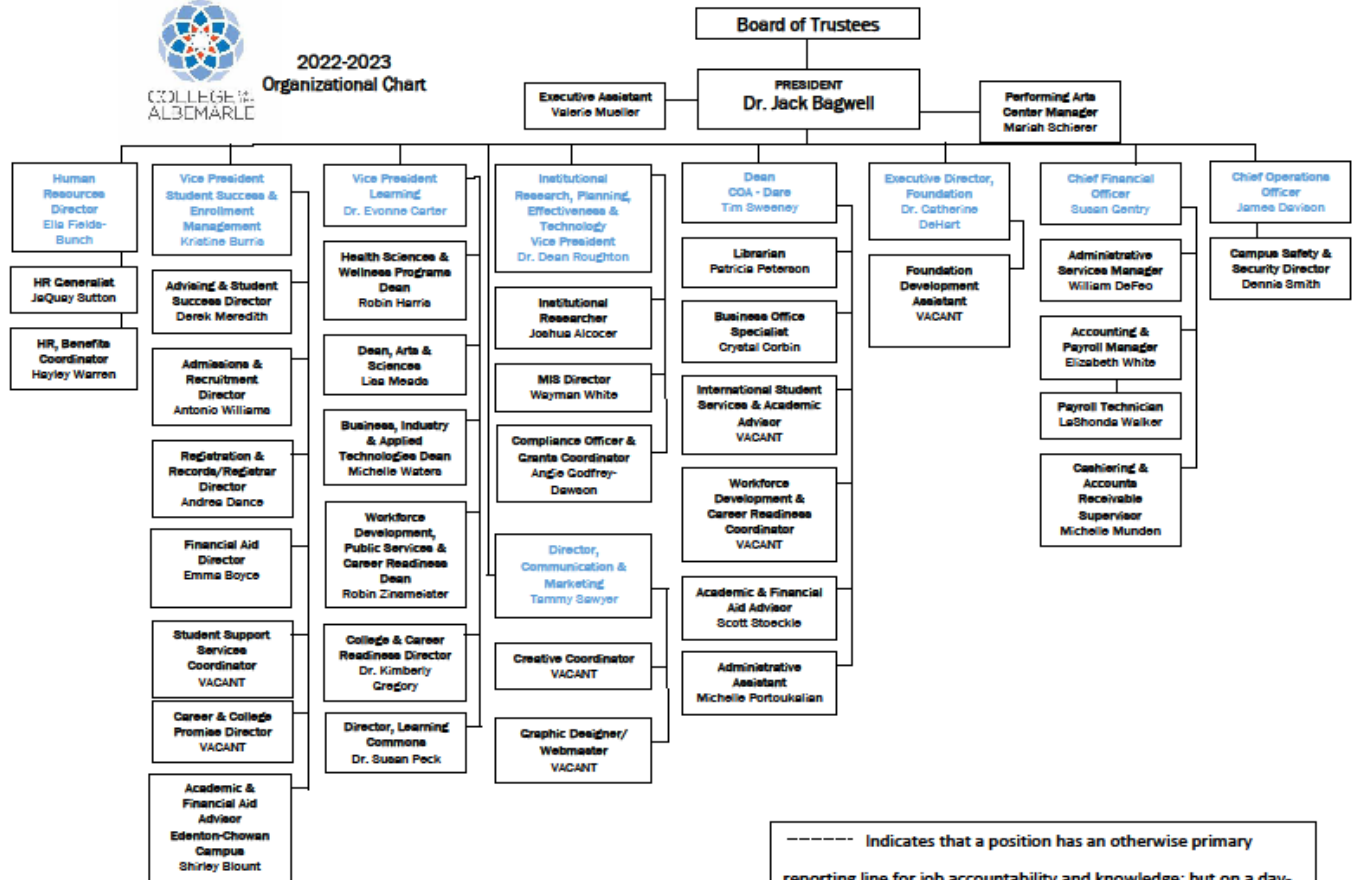 COLLEGE OF THE
ALBEMARLE
2022-2023
Organizational Chart
Board of Trustees
PRESIDENT
Dr. Jack Bagwell
Executive Assistant
Valerie Mueller
Performing Arts
Center Manager
Mariah Schierer
Human
Resources
Director
Ella Fields-
Bunch
HR Generalist
JaQuay Sutton
HR, Benefits
Coordinator
Hayley Warren
Vice President
Student Success &
Enrollment
Management
Kristine Burris
Advising & Student
Success Director
Derek Meredith
Admissions &
Recruitment
Director
Antonio Williams
Registration &
Records/Registrar
Director
Andrea Dance
Financial Aid
Director
Emma Boyce
Student Support
Services
Coordinator
VACANT
Career & College
Promise Director
VACANT
Academic &
Financial Aid
Advisor
Edenton-Chowan
Campus
Shirley Blount
Vice President
Learning
Dr. Evonne Carter
Health Sciences &
Wellness Programs
Dean
Robin Harris
Dean, Arts &
Sciences
Lisa Meads
Business, Industry
& Applied
Technologies Dean
Michelle Waters
Workforce
Development,
Public Services &
Career Readiness
Dean
Robin Zinsmeister
College & Career
Readiness Director
Dr. Kimberly
Gregory
Director, Learning
Commons
Dr. Susan Peck
Institutional
Research, Planning,
Effectiveness &
Technology
Vice President
Dr. Dean Roughton
Institutional
Researcher
Joshua Alcocer
MIS Director
Wayman White
Compliance Officer &
Grants Coordinator
Angie Godfrey-
Dawson
Director,
Communication &
Marketing
Tammy Sawyer
Creative Coordinator
VACANT
Graphic Designer/
Webmaster
VACANT
Dean
COA - Dare
Tim Sweeney
Librarian
Patricia Peterson
Business Office
Specialist
Crystal Corbin
International Student
Services & Academic
Advisor
VACANT
Workforce
Development &
Career Readiness
Coordinator
VACANT
Academic & Financial
Aid Advisor
Scott Stoeckle
Administrative
Assistant
Michelle Portoukalian
Executive Director,
Foundation
Dr. Catherine
DeHart
Foundation
Development
Assistant
VACANT
Chief Financial
Officer
Susan Gentry
Administrative
Services Manager
William DeFeo
Accounting &
Payroll Manager
Elizabeth White
Payroll Technician
LaShonda Walker
Cashiering &
Accounts
Receivable
Supervisor
Michelle Munden
Chief Operations
Officer
James Davison
Campus Safety &
Security Director
Dennis Smith
------ Indicates that a position has an otherwise primary
reporting line for job accountability and knowledge; but on a day-